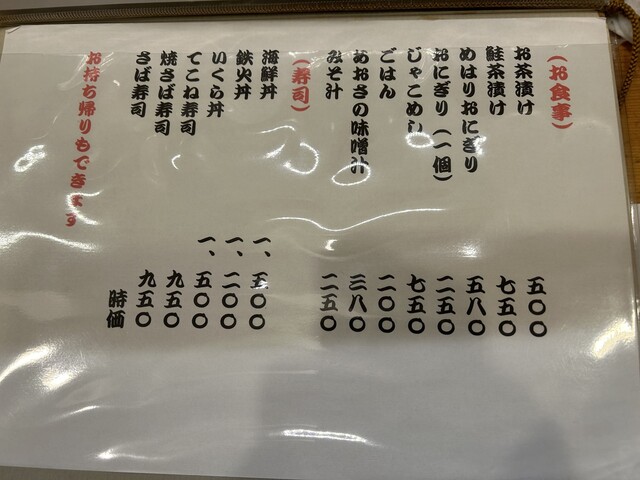 (お食事)
お茶漬け 五〇〇
鮭茶漬け 七五〇
めはりおにぎり 五八〇
おにぎり(一個) 二五〇
じゃこめし 七五〇
ごはん 二〇〇
あおさの味噌汁 三八〇
みそ汁 二五〇
(寿司)
海鮮丼 一、五〇〇
鉄火丼 一、二〇〇
いくら丼 一、五〇〇
てこね寿司 九五〇
焼さば寿司 九五〇
さば寿司 時価
お持ち帰りもできます